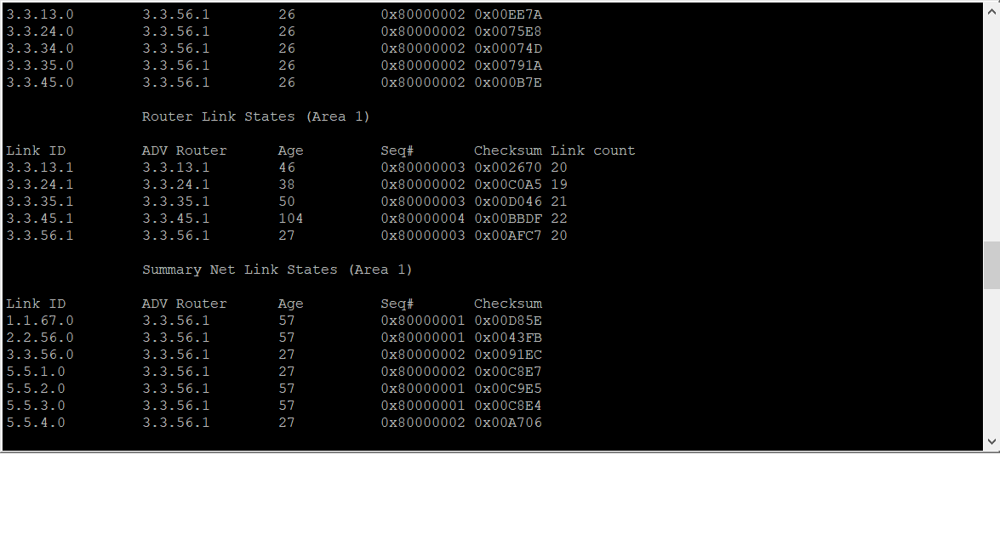 3.3.13.0        3.3.56.1        26          0x80000002 0x00EE7A
3.3.24.0        3.3.56.1        26          0x80000002 0x0075E8
3.3.34.0        3.3.56.1        26          0x80000002 0x00074D
3.3.35.0        3.3.56.1        26          0x80000002 0x00791A
3.3.45.0        3.3.56.1        26          0x80000002 0x000B7E
                Router Link States (Area 1)
Link ID         ADV Router      Age         Seq#       Checksum Link count
3.3.13.1        3.3.13.1        46          0x80000003 0x002670 20
3.3.24.1        3.3.24.1        38          0x80000002 0x00C0A5 19
3.3.35.1        3.3.35.1        50          0x80000003 0x00D046 21
3.3.45.1        3.3.45.1        104         0x80000004 0x00BBDF 22
3.3.56.1        3.3.56.1        27          0x80000003 0x00AFC7 20
                Summary Net Link States (Area 1)
Link ID         ADV Router      Age         Seq#       Checksum
1.1.67.0        3.3.56.1        57          0x80000001 0x00D85E
2.2.56.0        3.3.56.1        57          0x80000001 0x0043FB
3.3.56.0        3.3.56.1        27          0x80000002 0x0091EC
5.5.1.0         3.3.56.1        27          0x80000002 0x00C8E7
5.5.2.0         3.3.56.1        57          0x80000001 0x00C9E5
5.5.3.0         3.3.56.1        57          0x80000001 0x00C8E4
5.5.4.0         3.3.56.1        27          0x80000002 0x00A706